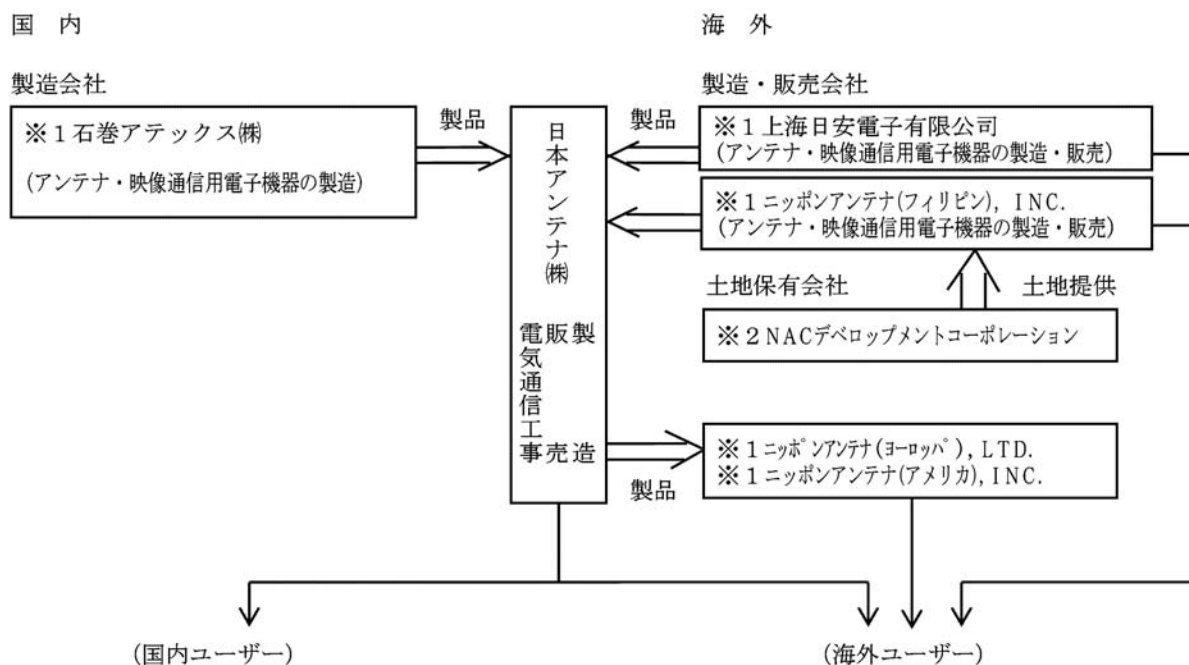 国　内
海　外
製造会社
製造・販売会社
※１石巻アテックス㈱
(アンテナ・映像通信用電子機器の製造)
製品
日本アンテナ㈱
製造
販売
電気通信工事
製品
※１上海日安電子有限公司
(アンテナ・映像通信用電子機器の製造・販売)
※１ニッポンアンテナ(フィリピン), INC.
(アンテナ・映像通信用電子機器の製造・販売)
土地保有会社
土地提供
※２NACデベロップメントコーポレーション
※１ニッポンアンテナ(ヨーロッパ), LTD.
※１ニッポンアンテナ(アメリカ), INC.
製品
(国内ユーザー)
(海外ユーザー)